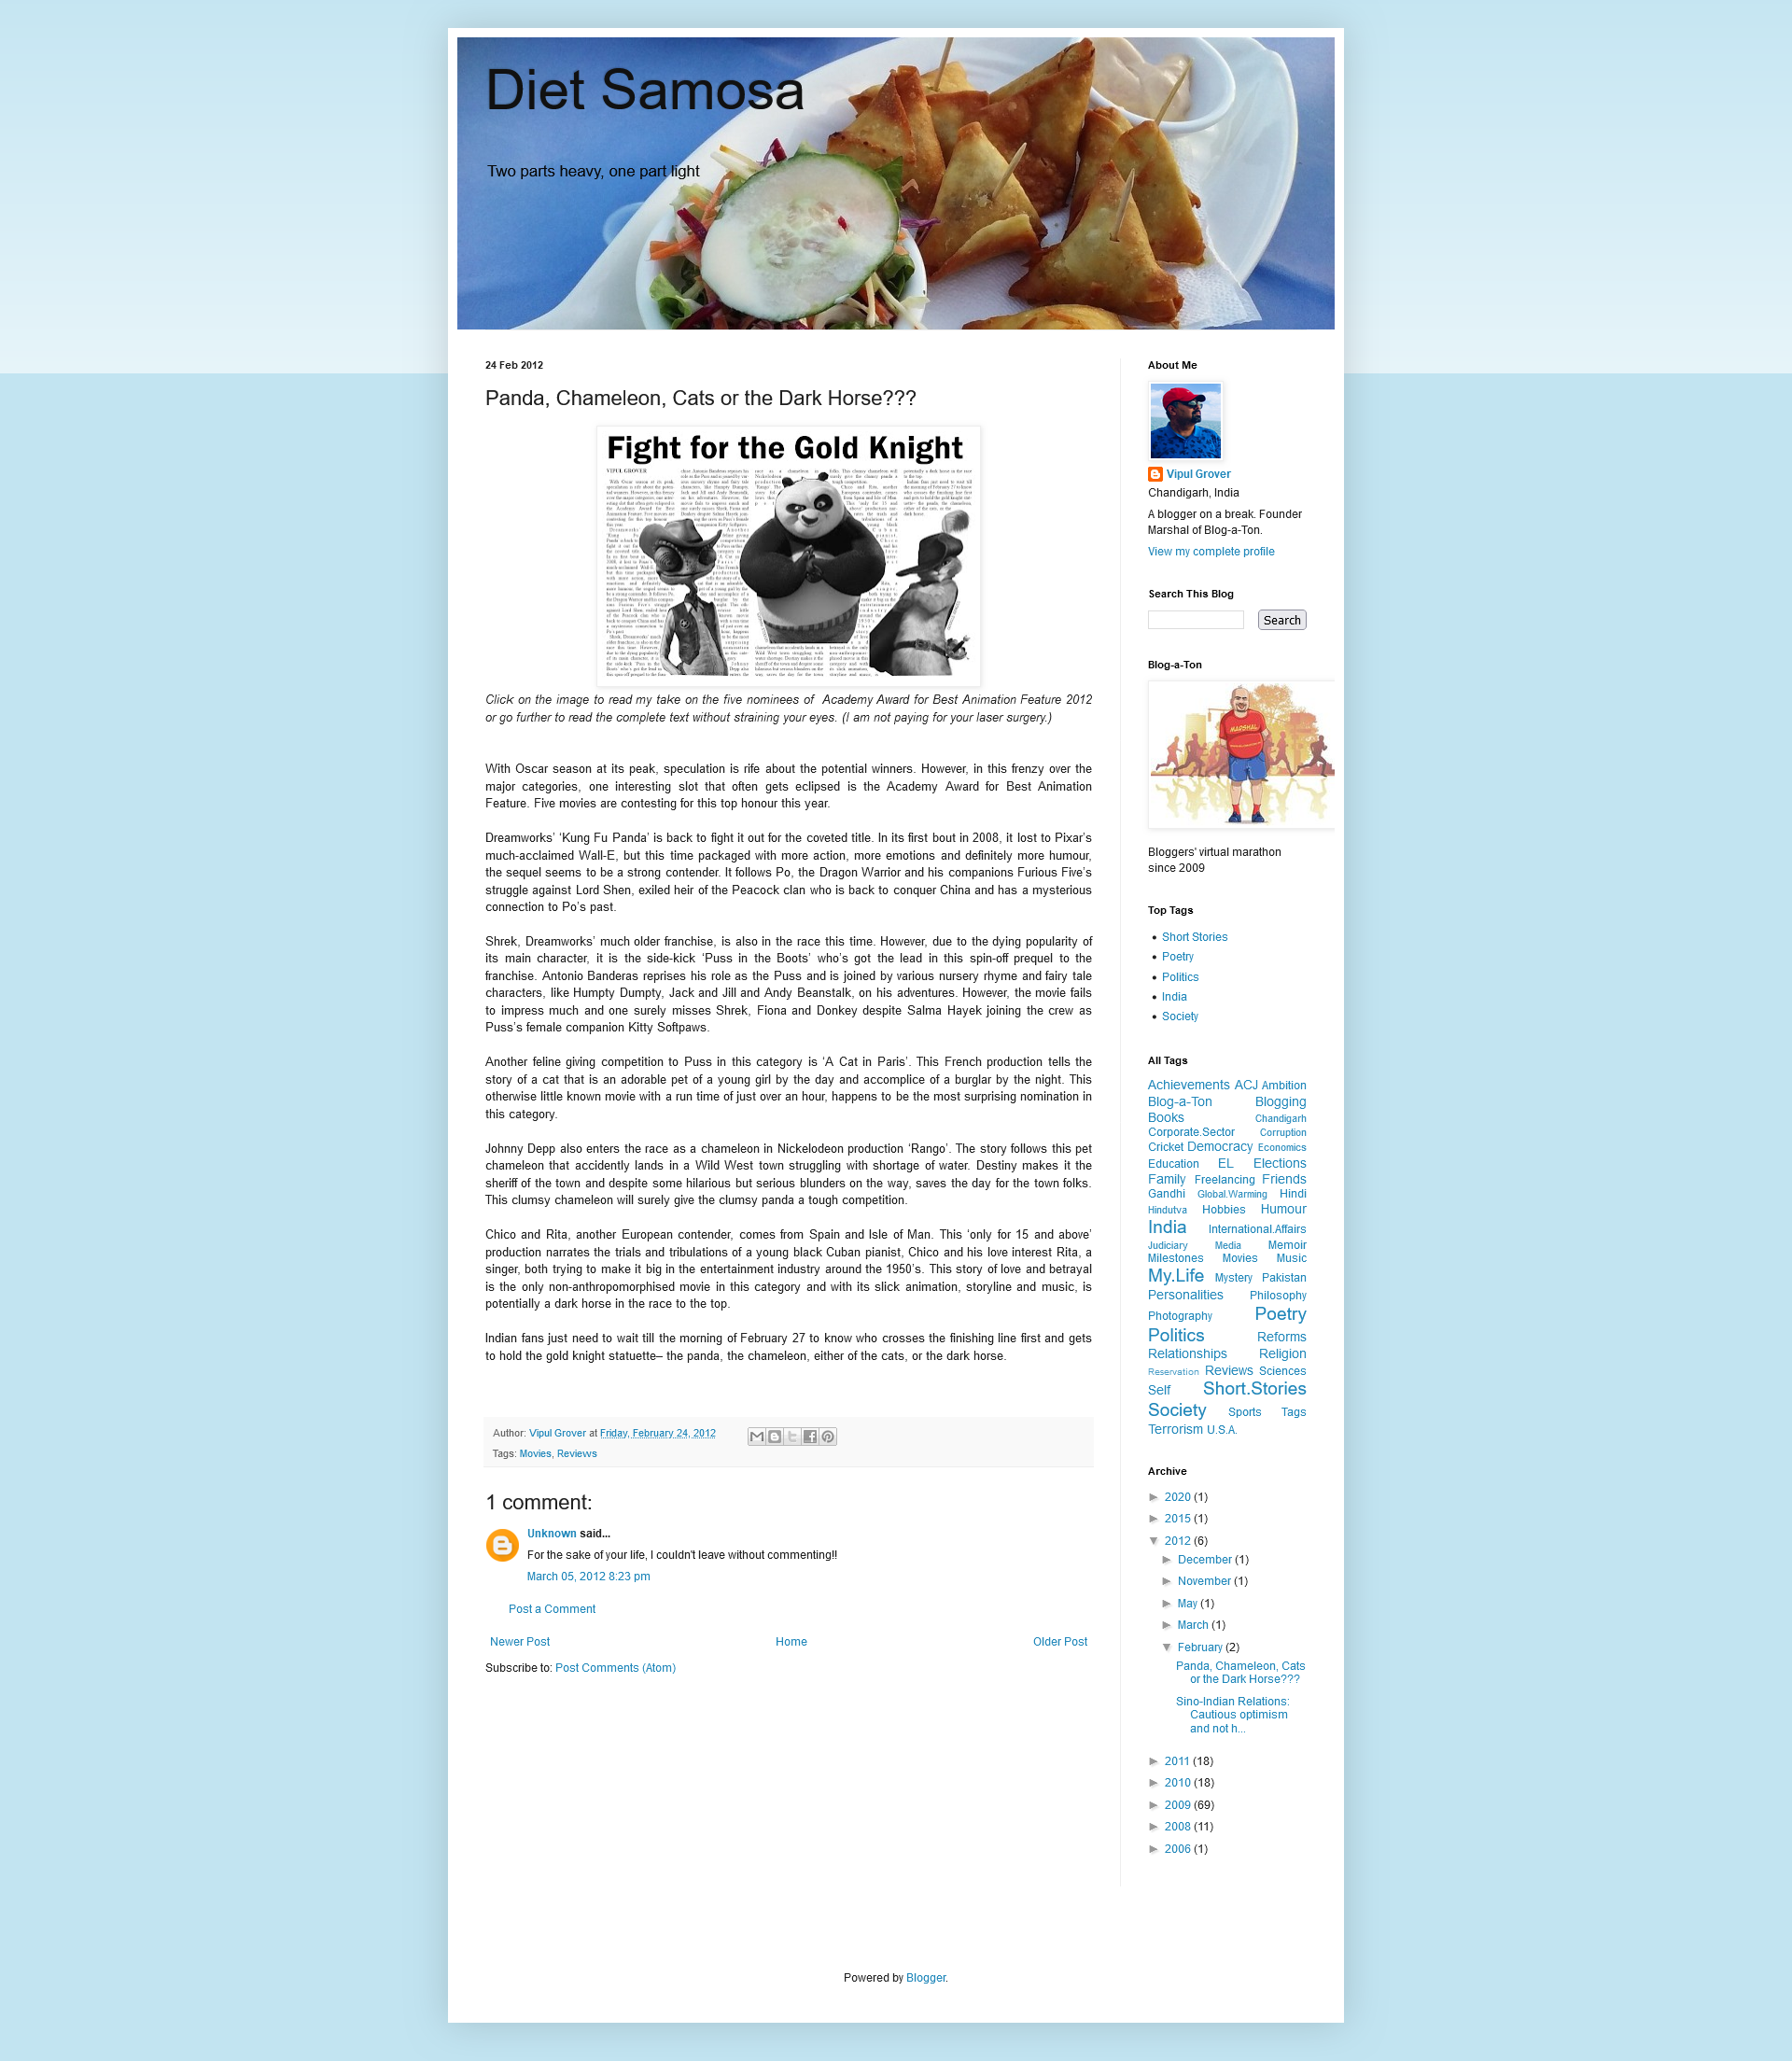 Diet Samosa
Two parts heavy, one part light
24 Feb 2012
Panda, Chameleon, Cats or the Dark Horse???
Fight for the Gold Knight
VIPUL GROVER
Click on the image to read my take on the five nominees of Academy Award for Best Animation Feature 2012
or go further to read the complete text without straining your eyes. (I am not paying for your laser surgery.)
With Oscar season at its peak, speculation is rife about the potential winners. However, in this frenzy over the
major categories, one interesting slot that often gets eclipsed is the Academy Award for Best Animation
Feature. Five movies are contesting for this top honour this year.
Dreamworks’ ‘Kung Fu Panda’ is back to fight it out for the coveted title. In its first bout in 2008, it lost to Pixar’s
much-acclaimed Wall-E, but this time packaged with more action, more emotions and definitely more humour,
the sequel seems to be a strong contender. It follows Po, the Dragon Warrior and his companions Furious Five’s
struggle against Lord Shen, exiled heir of the Peacock clan who is back to conquer China and has a mysterious
connection to Po’s past.
Shrek, Dreamworks’ much older franchise, is also in the race this time. However, due to the dying popularity of
its main character, it is the side-kick ‘Puss in the Boots’ who’s got the lead in this spin-off prequel to the
franchise. Antonio Banderas reprises his role as the Puss and is joined by various nursery rhyme and fairy tale
characters, like Humpty Dumpty, Jack and Jill and Andy Beanstalk, on his adventures. However, the movie fails
to impress much and one surely misses Shrek, Fiona and Donkey despite Salma Hayek joining the crew as
Puss’s female companion Kitty Softpaws.
Another feline giving competition to Puss in this category is ‘A Cat in Paris’. This French production tells the
story of a cat that is an adorable pet of a young girl by the day and accomplice of a burglar by the night. This
otherwise little known movie with a run time of just over an hour, happens to be the most surprising nomination in
this category.
Johnny Depp also enters the race as a chameleon in Nickelodeon production ‘Rango’. The story follows this pet
chameleon that accidently lands in a Wild West town struggling with shortage of water. Destiny makes it the
sheriff of the town and despite some hilarious but serious blunders on the way, saves the day for the town folks.
This clumsy chameleon will surely give the clumsy panda a tough competition.
Chico and Rita, another European contender, comes from Spain and Isle of Man. This ‘only for 15 and above’
production narrates the trials and tribulations of a young black Cuban pianist, Chico and his love interest Rita, a
singer, both trying to make it big in the entertainment industry around the 1950’s. This story of love and betrayal
is the only non-anthropomorphised movie in this category and with its slick animation, storyline and music, is
potentially a dark horse in the race to the top.
Indian fans just need to wait till the morning of February 27 to know who crosses the finishing line first and gets
to hold the gold knight statuette– the panda, the chameleon, either of the cats, or the dark horse.
Author: Vipul Grover at Friday, February 24, 2012
Tags: Movies, Reviews
1 comment:
Unknown said...
For the sake of your life, I couldn't leave without commenting!!
March 05, 2012 8:23 pm
Post a Comment
Newer Post Home Older Post
Subscribe to: Post Comments (Atom)
About Me
Vipul Grover
Chandigarh, India
A blogger on a break. Founder
Marshal of Blog-a-Ton.
View my complete profile
Search This Blog
Search
Blog-a-Ton
MARSHAL
Bloggers' virtual marathon
since 2009
Top Tags
Short Stories
Poetry
Politics
India
Society
All Tags
Achievements ACJ Ambition
Blog-a-Ton Blogging
Books Chandigarh
Corporate.Sector Corruption
Cricket Democracy Economics
Education EL Elections
Family Freelancing Friends
Gandhi Global.Warming Hindi
Hindutva Hobbies Humour
India International.Affairs
Judiciary Media Memoir
Milestones Movies Music
My.Life Mystery Pakistan
Personalities Philosophy
Photography Poetry
Politics Reforms
Relationships Religion
Reservation Reviews Sciences
Self Short.Stories
Society Sports Tags
Terrorism U.S.A.
Archive
► 2020 (1)
► 2015 (1)
▼ 2012 (6)
► December (1)
► November (1)
► May (1)
► March (1)
▼ February (2)
Panda, Chameleon, Cats
or the Dark Horse???
Sino-Indian Relations:
Cautious optimism
and not h...
► 2011 (18)
► 2010 (18)
► 2009 (69)
► 2008 (11)
► 2006 (1)
Powered by Blogger.